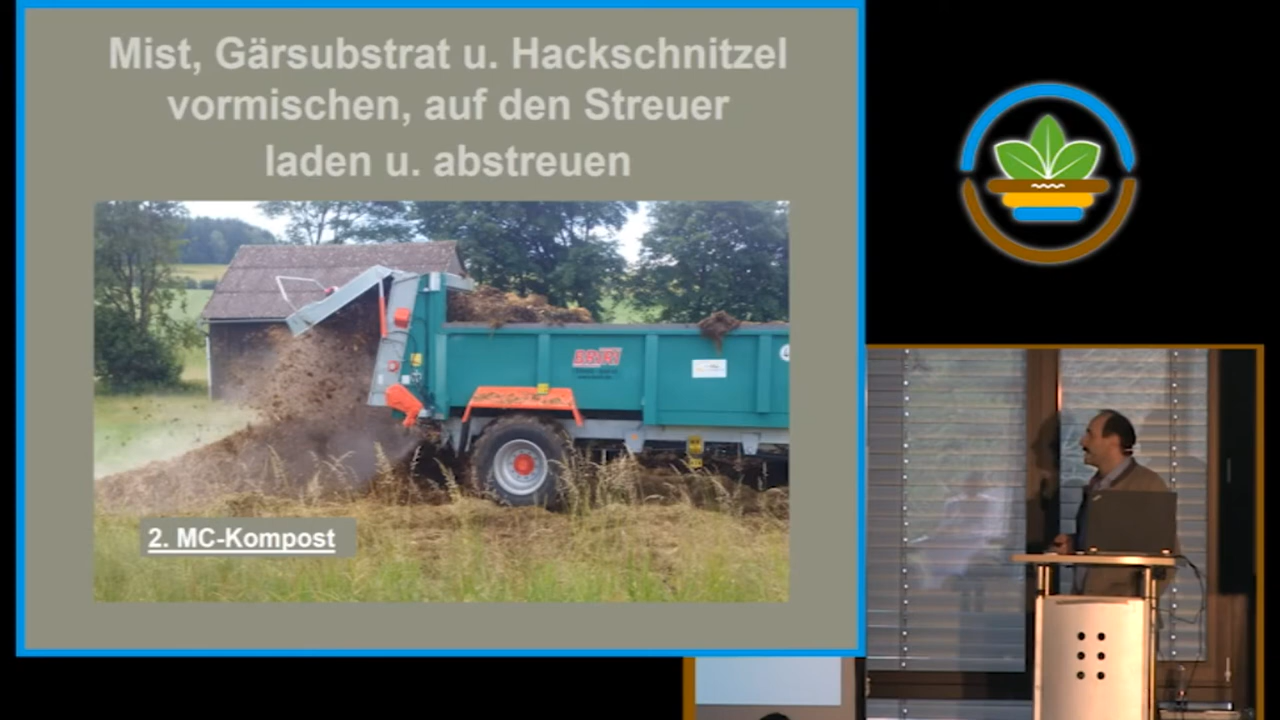 Mist, Gärsubstrat u. Hackschnitzel
vormischen, auf den Streuer
laden u. abstreuen
2. MC-Kompost